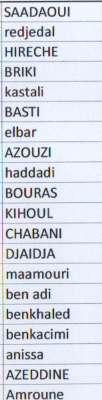 SAADAOUI
redjedal
HIRECHE
BRIKI
kastali
BASTI
elbar
AZOUZI
haddadi
BOURAS
KIHOUL
CHABANI
DJAIDJA
maamouri
ben adi
benkhaled
benkacimi
anissa
AZEDDINE
Amroune